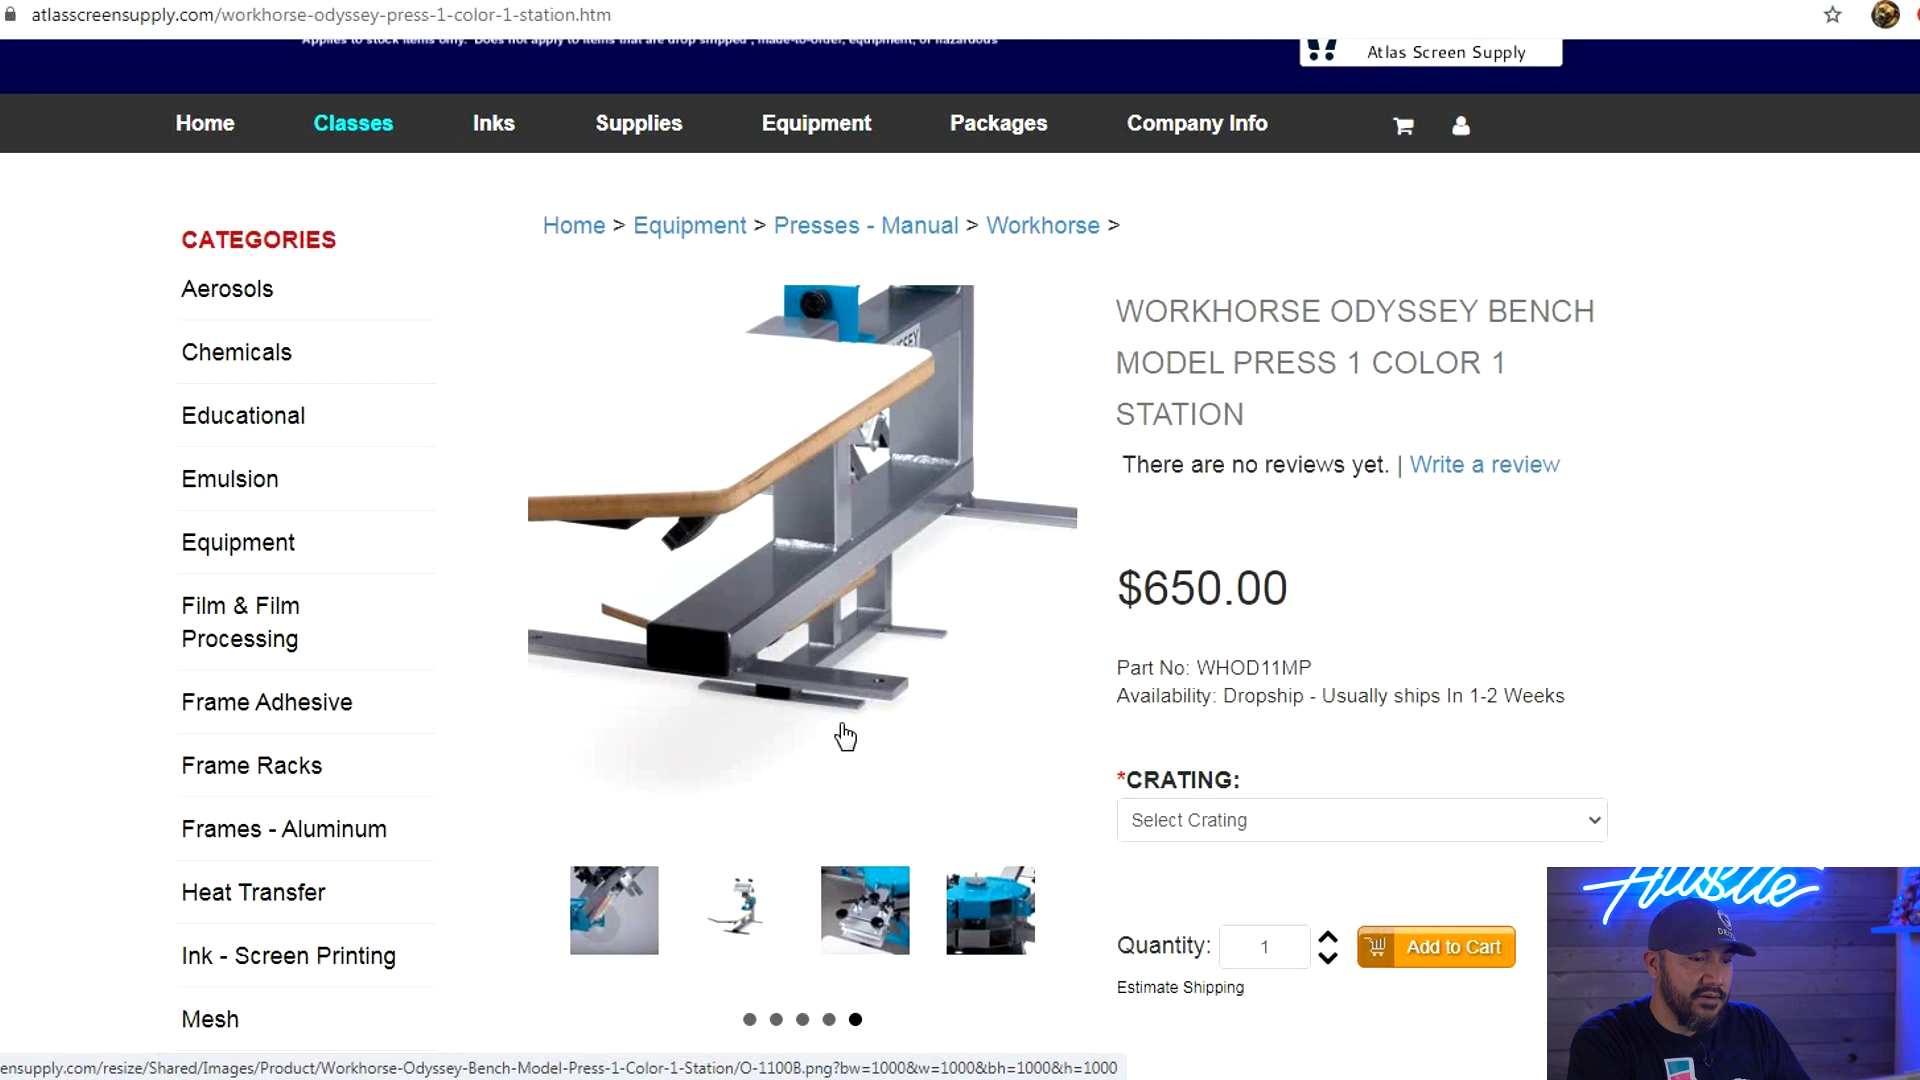 atlasscreensupply.com/workhorse-odyssey-press-1-color-1-station.htm
Applies to stock items only. Does not apply to items that are drop shipped, made-to-order, equipment, or hazardous
Atlas Screen Supply
Home Classes Inks Supplies Equipment Packages Company Info
Home > Equipment > Presses - Manual > Workhorse >
CATEGORIES
Aerosols
Chemicals
Educational
Emulsion
Equipment
Film & Film
Processing
Frame Adhesive
Frame Racks
Frames - Aluminum
Heat Transfer
Ink - Screen Printing
Mesh
WORKHORSE ODYSSEY BENCH
MODEL PRESS 1 COLOR 1
STATION
There are no reviews yet. | Write a review
$650.00
Part No: WHOD11MP
Availability: Dropship - Usually ships In 1-2 Weeks
*CRATING:
Select Crating
Quantity: 1 Add to Cart
Estimate Shipping
Hustle
ensupply.com/resize/Shared/Images/Product/Workhorse-Odyssey-Bench-Model-Press-1-Color-1-Station/O-1100B.png?bw=1000&w=1000&bh=1000&h=1000